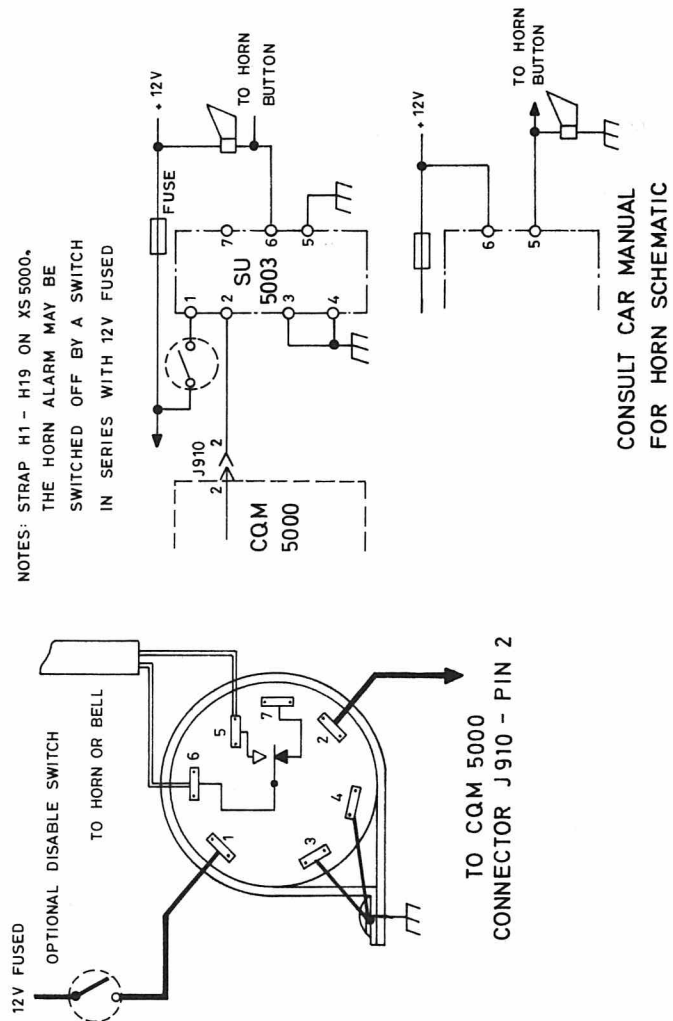 NOTES: STRAP H1 - H19 ON XS5000.
THE HORN ALARM MAY BE
SWITCHED OFF BY A SWITCH
IN SERIES WITH 12V FUSED
12V FUSED
OPTIONAL DISABLE SWITCH
TO HORN OR BELL
1
6
5
7
3
4
2
TO CQM 5000
CONNECTOR J910 - PIN 2
CQM
5000
2
J910
2
1
2
3
4
SU
5003
7
6
5
FUSE
+ 12V
TO HORN
BUTTON
+ 12V
6
5
TO HORN
BUTTON
CONSULT CAR MANUAL
FOR HORN SCHEMATIC